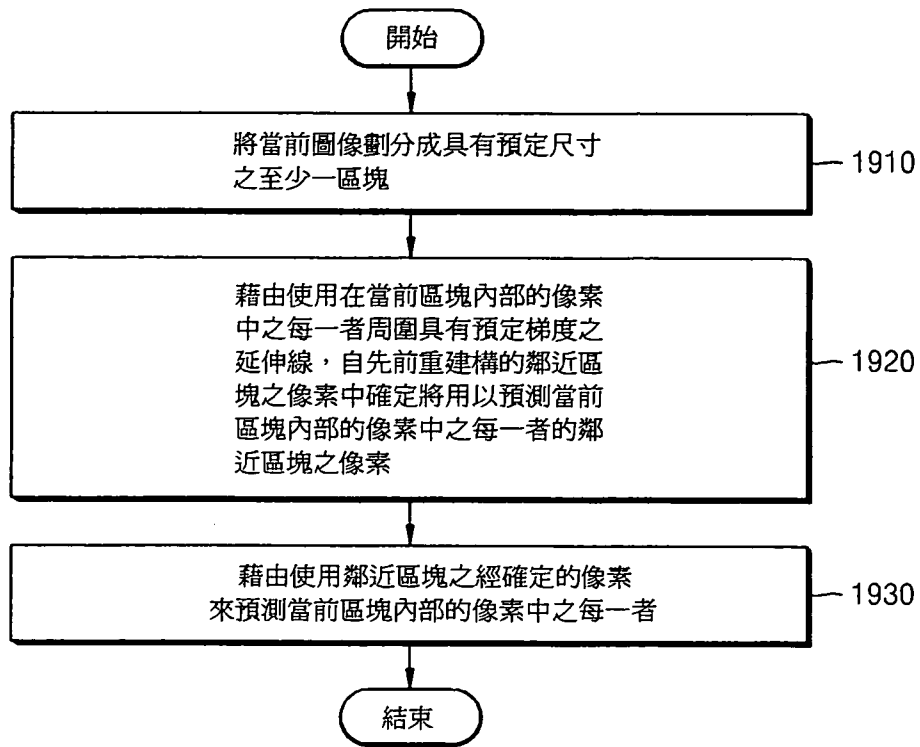 開始
將當前圖像劃分成具有預定尺寸
之至少一區塊
1910
藉由使用在當前區塊內部的像素
中之每一者周圍具有預定梯度之
延伸線，自先前重建構的鄰近區
塊之像素中確定將用以預測當前
區塊內部的像素中之每一者的鄰
近區塊之像素
1920
藉由使用鄰近區塊之經確定的像素
來預測當前區塊內部的像素中之每一者
1930
結束